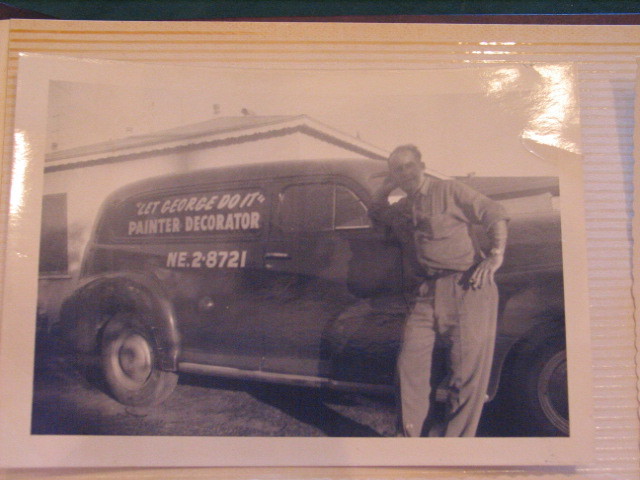 "LET GEORGE DO IT"
PAINTER DECORATOR
NE.2-8721